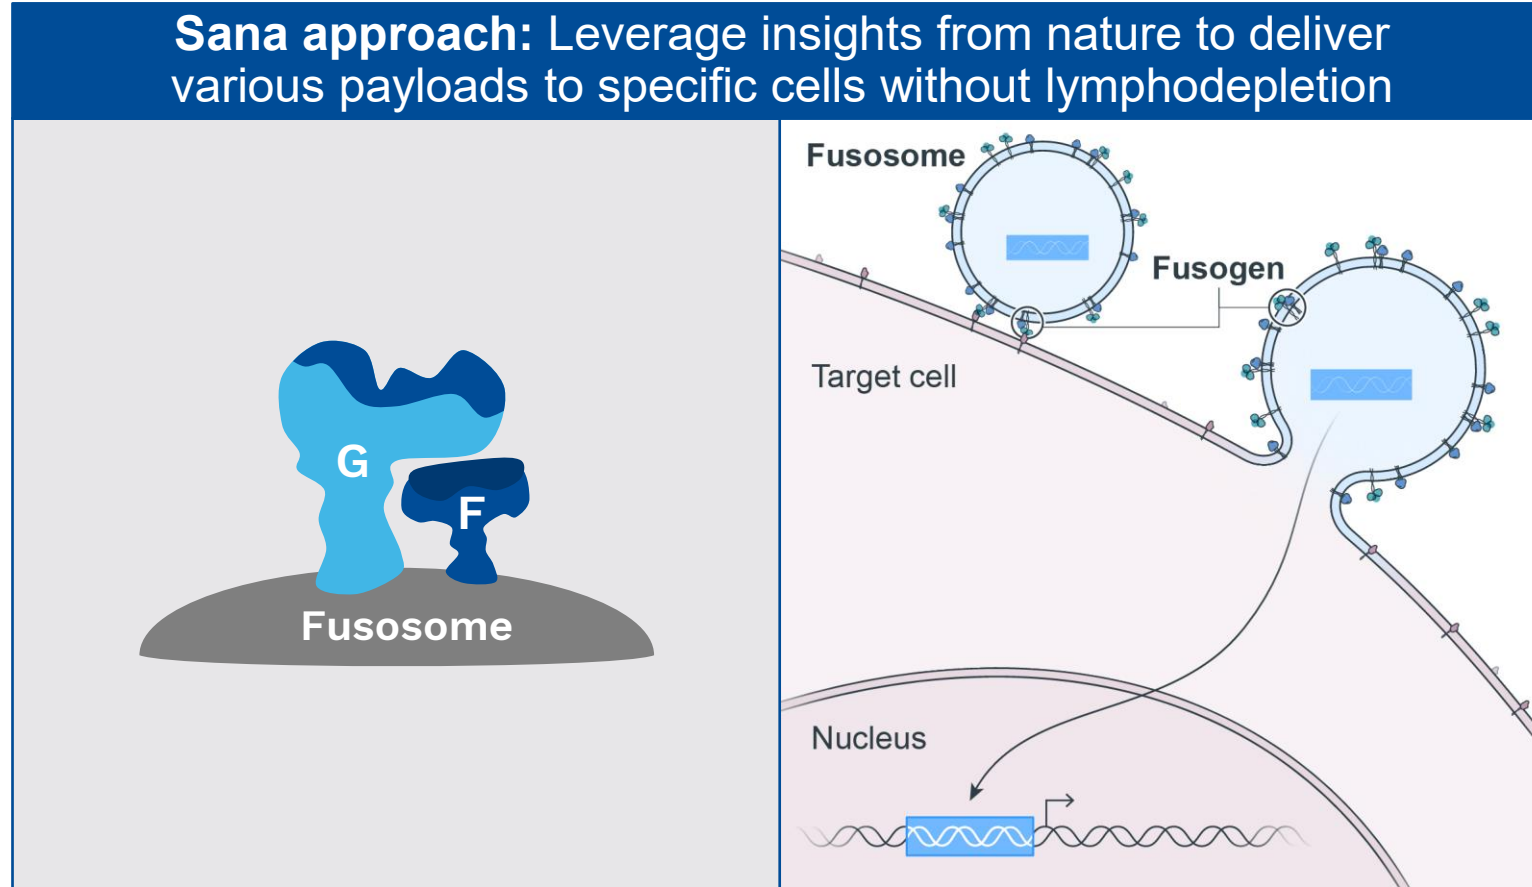 Sana approach: Leverage insights from nature to deliver
various payloads to specific cells without lymphodepletion
G
F
Fusosome
Fusosome
Fusogen
Target cell
Nucleus